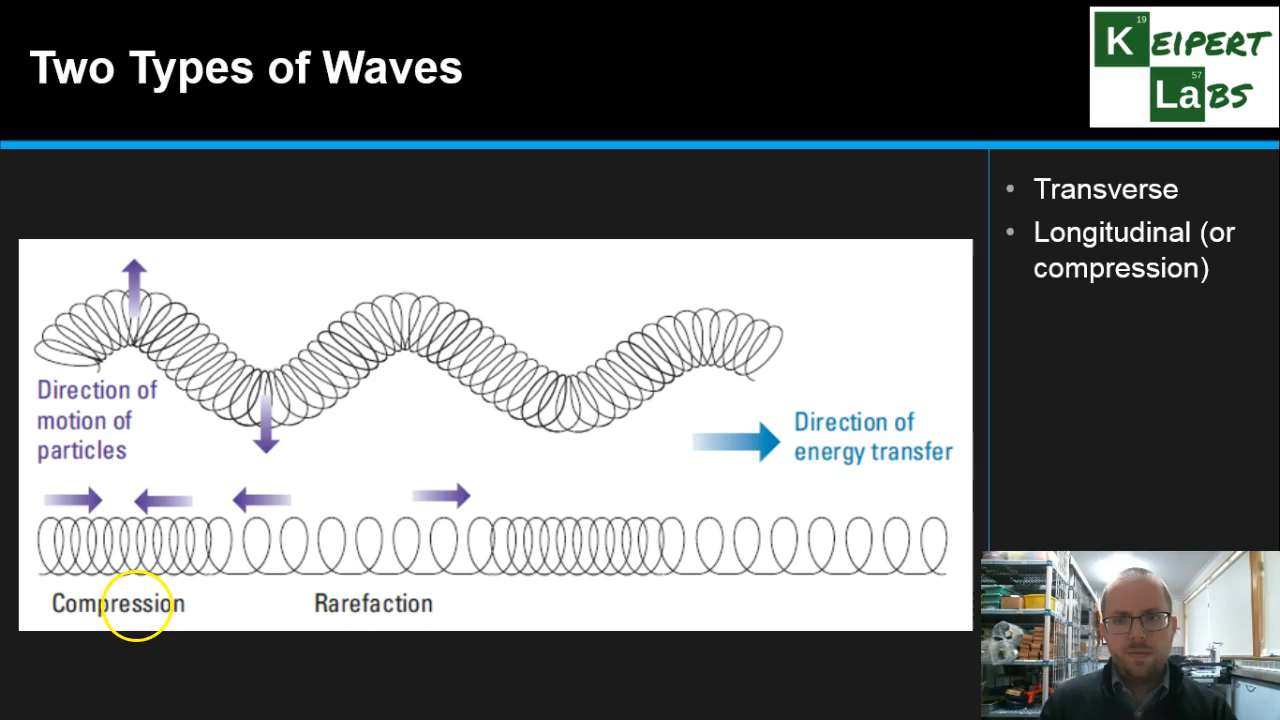 Two Types of Waves
19
K EIPERT
57
La BS
• Transverse
• Longitudinal (or
compression)
Direction of
motion of
particles
Direction of
energy transfer
Compression
Rarefaction